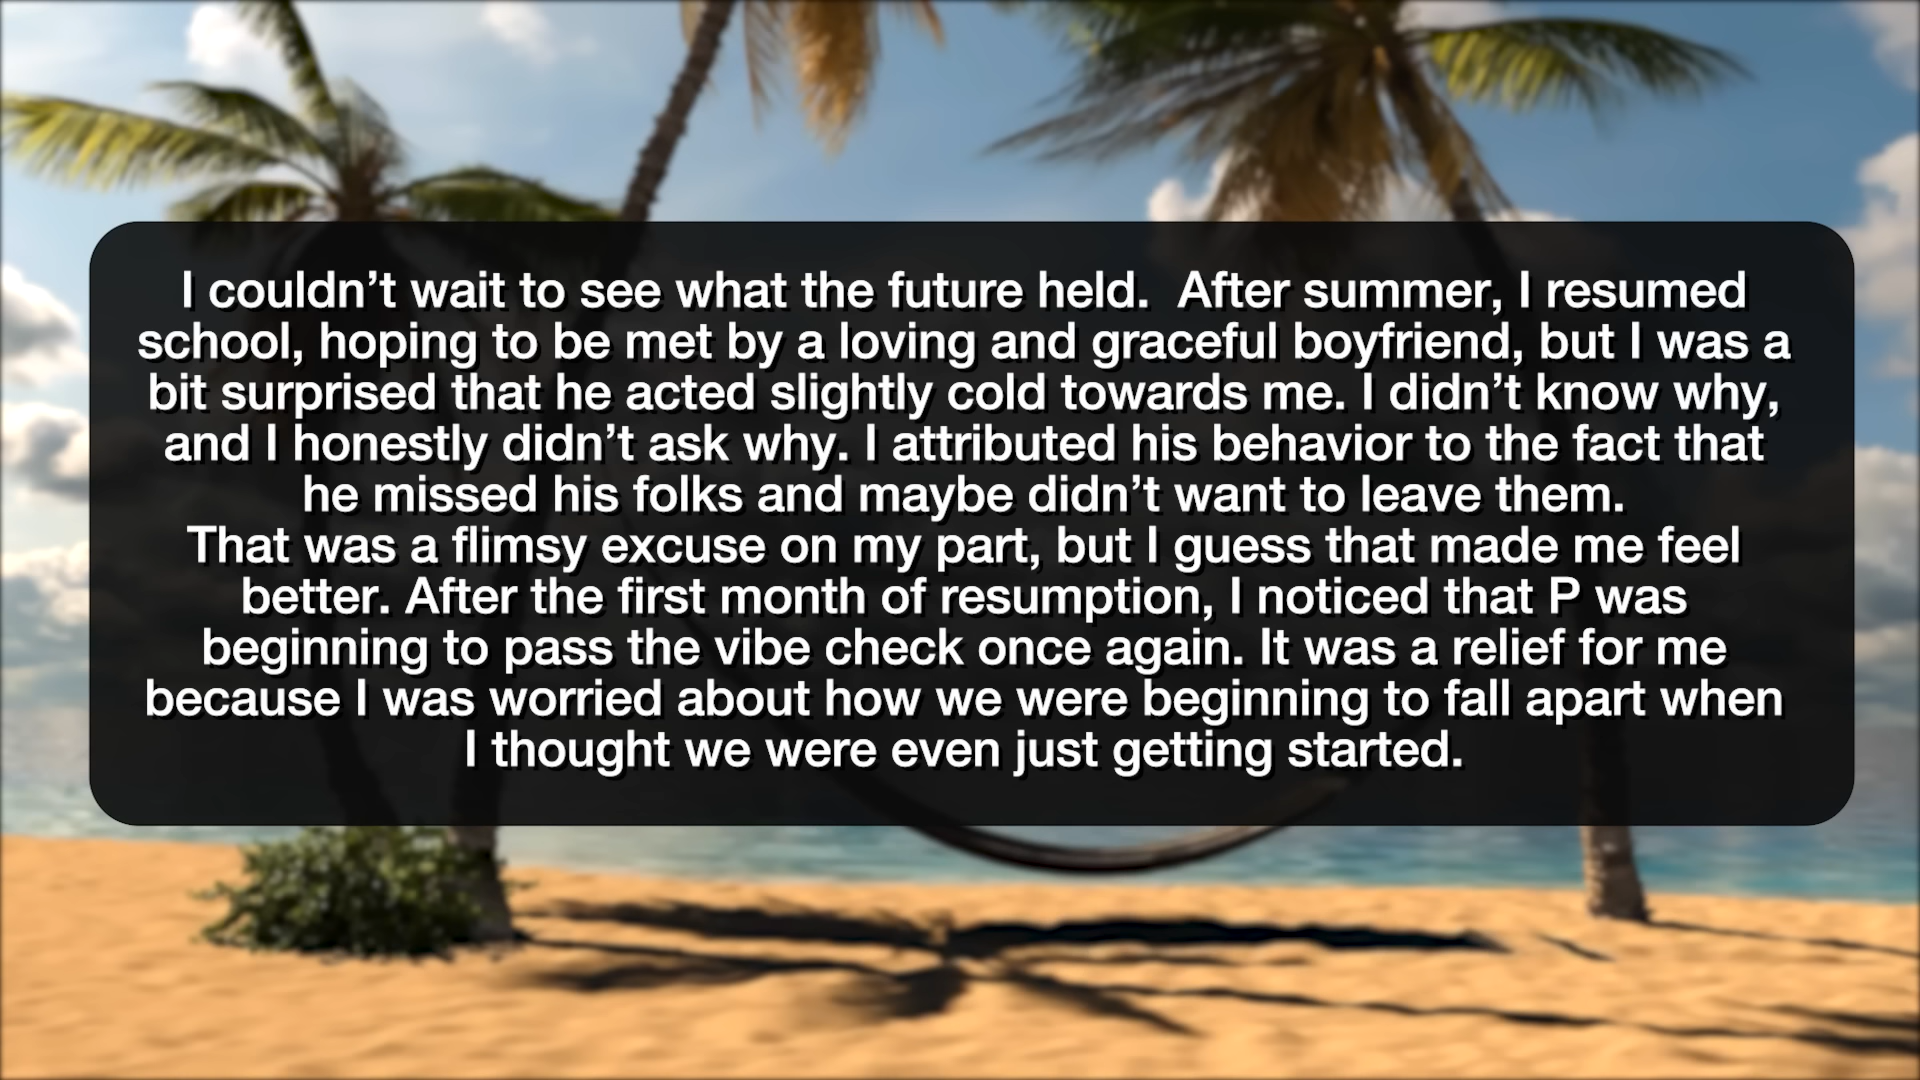 I couldn’t wait to see what the future held.  After summer, I resumed
school, hoping to be met by a loving and graceful boyfriend, but I was a
bit surprised that he acted slightly cold towards me. I didn’t know why,
and I honestly didn’t ask why. I attributed his behavior to the fact that
he missed his folks and maybe didn’t want to leave them.
That was a flimsy excuse on my part, but I guess that made me feel
better. After the first month of resumption, I noticed that P was
beginning to pass the vibe check once again. It was a relief for me
because I was worried about how we were beginning to fall apart when
I thought we were even just getting started.